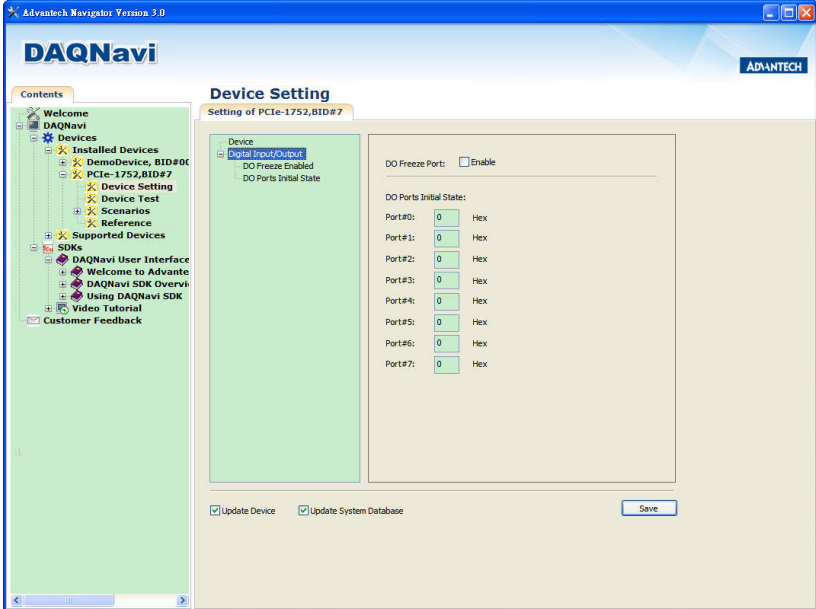 Advantech Navigator Version 3.0
DAQNavi
ADVANTECH
Contents
Welcome
DAQNavi
Devices
Installed Devices
DemoDevice, BID#0
PCIe-1752,BID#7
Device Setting
Device Test
Scenarios
Reference
Supported Devices
SDKs
DAQNavi User Interface
Welcome to Advante
DAQNavi SDK Overvi
Using DAQNavi SDK
Video Tutorial
Customer Feedback
Device Setting
Setting of PCIe-1752,BID#7
Device
Digital Input/Output
DO Freeze Enabled
DO Ports Initial State
DO Freeze Port: Enable
DO Ports Initial State:
Port#0: 0 Hex
Port#1: 0 Hex
Port#2: 0 Hex
Port#3: 0 Hex
Port#4: 0 Hex
Port#5: 0 Hex
Port#6: 0 Hex
Port#7: 0 Hex
Update Device Update System Database Save